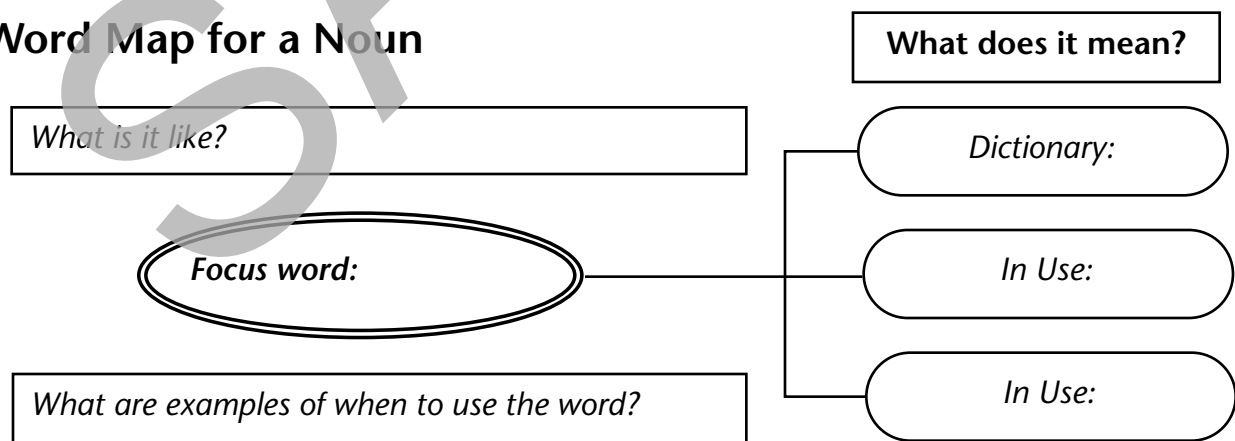 Word Map for a Noun
What does it mean?
What is it like?
Dictionary:
Focus word:
In Use:
What are examples of when to use the word?
In Use: